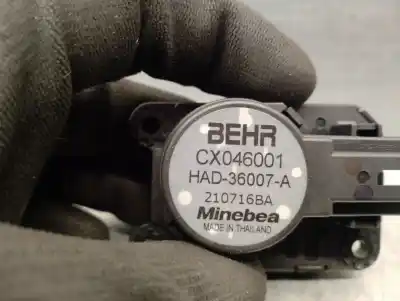 BEHR
CX046001
HAD-36007-A
210716BA
Minebea
MADE IN THAILAND